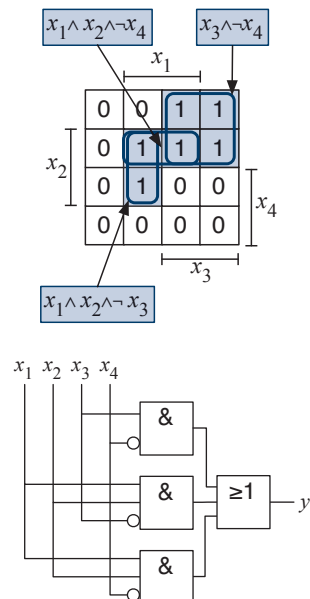 x₁∧ x₂∧¬x₄ x₃∧¬x₄
x₁
0 0 1 1
x₂ 0 1 1 1
0 1 0 0 x₄
0 0 0 0
x₃
x₁∧ x₂∧¬ x₃
x₁ x₂ x₃ x₄
&
&
≥1 y
&